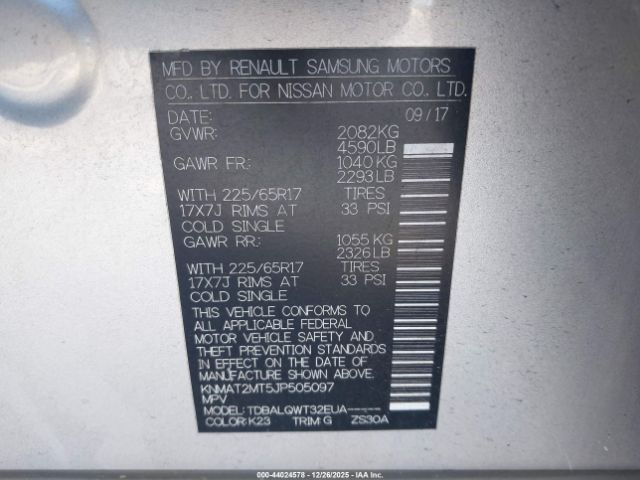 MFD BY RENAULT SAMSUNG MOTORS
CO., LTD. FOR NISSAN MOTOR CO., LTD.
DATE: 09/17
GVWR: 2082KG
4590LB
GAWR FR: 1040KG
2293LB
WITH 225/65R17 TIRES
17X7J RIMS AT 33 PSI
COLD SINGLE
GAWR RR: 1055 KG
2326LB
WITH 225/65R17 TIRES
17X7J RIMS AT 33 PSI
COLD SINGLE
THIS VEHICLE CONFORMS TO
ALL APPLICABLE FEDERAL
MOTOR VEHICLE SAFETY AND
THEFT PREVENTION STANDARDS
IN EFFECT ON THE DATE OF
MANUFACTURE SHOWN ABOVE.
KNMAT2MT5JP505097
MPV
MODEL: TDBALQWT32EUA----
COLOR: K23 TRIM G ZS30A
©IAA - 44024578 - 12/26/2025 - COPART